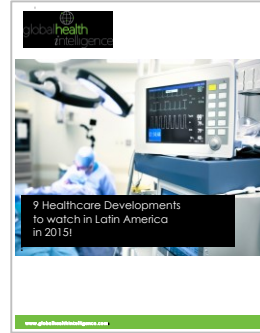 globalhealth
intelligence
9 Healthcare Developments
to watch in Latin America
in 2015!
www.globalhealthintelligence.com